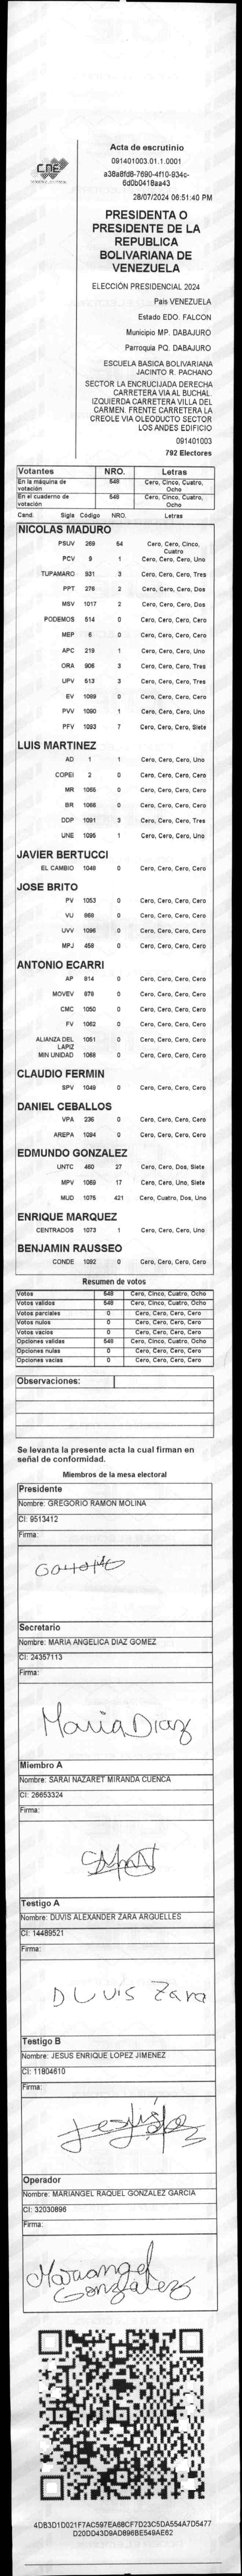 CNE
Acta de escrutinio
091401003.01.1.0001
a38a8fd8-7690-4f10-934c-
6d0b0418aa43
28/07/2024 06:51:40 PM
PRESIDENTA O
PRESIDENTE DE LA
REPUBLICA
BOLIVARIANA DE
VENEZUELA
ELECCIÓN PRESIDENCIAL 2024
Pais VENEZUELA
Estado EDO. FALCON
Municipio MP. DABAJURO
Parroquia PQ. DABAJURO
ESCUELA BASICA BOLIVARIANA
JACINTO R. PACHANO
SECTOR LA ENCRUCIJADA DERECHA
CARRETERA VIA AL BUCHAL.
IZQUIERDA CARRETERA VILLA DEL
CARMEN. FRENTE CARRETERA LA
CREOLE VIA OLEODUCTO SECTOR
LOS ANDES EDIFICIO
091401003
792 Electores
Votantes NRO. Letras
En la máquina de votación 548 Cero, Cinco, Cuatro, Ocho
En el cuaderno de votación 548 Cero, Cinco, Cuatro, Ocho
Cand. Sigla Código NRO. Letras
NICOLAS MADURO
PSUV 269 54 Cero, Cero, Cinco, Cuatro
PCV 9 1 Cero, Cero, Cero, Uno
TUPAMARO 931 3 Cero, Cero, Cero, Tres
PPT 276 2 Cero, Cero, Cero, Dos
MSV 1017 2 Cero, Cero, Cero, Dos
PODEMOS 514 0 Cero, Cero, Cero, Cero
MEP 6 0 Cero, Cero, Cero, Cero
APC 219 1 Cero, Cero, Cero, Uno
ORA 906 3 Cero, Cero, Cero, Tres
UPV 513 3 Cero, Cero, Cero, Tres
EV 1099 0 Cero, Cero, Cero, Cero
PVV 1090 1 Cero, Cero, Cero, Uno
PFV 1093 7 Cero, Cero, Cero, Siete
LUIS MARTINEZ
AD 1 1 Cero, Cero, Cero, Uno
COPEI 2 0 Cero, Cero, Cero, Cero
MR 1065 0 Cero, Cero, Cero, Cero
BR 1066 0 Cero, Cero, Cero, Cero
DDP 1091 3 Cero, Cero, Cero, Tres
UNE 1095 1 Cero, Cero, Cero, Uno
JAVIER BERTUCCI
EL CAMBIO 1048 0 Cero, Cero, Cero, Cero
JOSE BRITO
PV 1053 0 Cero, Cero, Cero, Cero
VU 968 0 Cero, Cero, Cero, Cero
UVV 1096 0 Cero, Cero, Cero, Cero
MPJ 458 0 Cero, Cero, Cero, Cero
ANTONIO ECARRI
AP 814 0 Cero, Cero, Cero, Cero
MOVEV 878 0 Cero, Cero, Cero, Cero
CMC 1050 0 Cero, Cero, Cero, Cero
FV 1062 0 Cero, Cero, Cero, Cero
ALIANZA DEL LAPIZ 1051 0 Cero, Cero, Cero, Cero
MIN UNIDAD 1068 0 Cero, Cero, Cero, Cero
CLAUDIO FERMIN
SPV 1049 0 Cero, Cero, Cero, Cero
DANIEL CEBALLOS
VPA 236 0 Cero, Cero, Cero, Cero
AREPA 1094 0 Cero, Cero, Cero, Cero
EDMUNDO GONZALEZ
UNTC 460 27 Cero, Cero, Dos, Siete
MPV 1069 17 Cero, Cero, Uno, Siete
MUD 1075 421 Cero, Cuatro, Dos, Uno
ENRIQUE MARQUEZ
CENTRADOS 1073 1 Cero, Cero, Cero, Uno
BENJAMIN RAUSSEO
CONDE 1092 0 Cero, Cero, Cero, Cero
Resumen de votos
Votos 548 Cero, Cinco, Cuatro, Ocho
Votos validos 548 Cero, Cinco, Cuatro, Ocho
Votos parciales 0 Cero, Cero, Cero, Cero
Votos nulos 0 Cero, Cero, Cero, Cero
Votos vacios 0 Cero, Cero, Cero, Cero
Opciones validas 548 Cero, Cinco, Cuatro, Ocho
Opciones nulas 0 Cero, Cero, Cero, Cero
Opciones vacias 0 Cero, Cero, Cero, Cero
Observaciones:
Se levanta la presente acta la cual firman en
señal de conformidad.
Miembros de la mesa electoral
Presidente
Nombre: GREGORIO RAMON MOLINA
CI: 9513412
Firma:
Secretario
Nombre: MARIA ANGELICA DIAZ GOMEZ
CI: 24357113
Firma:
Maria Diaz
Miembro A
Nombre: SARAI NAZARET MIRANDA CUENCA
CI: 26653324
Firma:
Testigo A
Nombre: DUVIS ALEXANDER ZARA ARGUELLES
CI: 14489521
Firma:
DUVIS Zara
Testigo B
Nombre: JESUS ENRIQUE LOPEZ JIMENEZ
CI: 11804610
Firma:
Operador
Nombre: MARIANGEL RAQUEL GONZALEZ GARCIA
CI: 32030896
Firma:
Mariangel
Gonzalez
4DB3D1D021F7AC597EA68CF7D23C5DA554A7D5477
D20DD43D9AD896BE549AE62